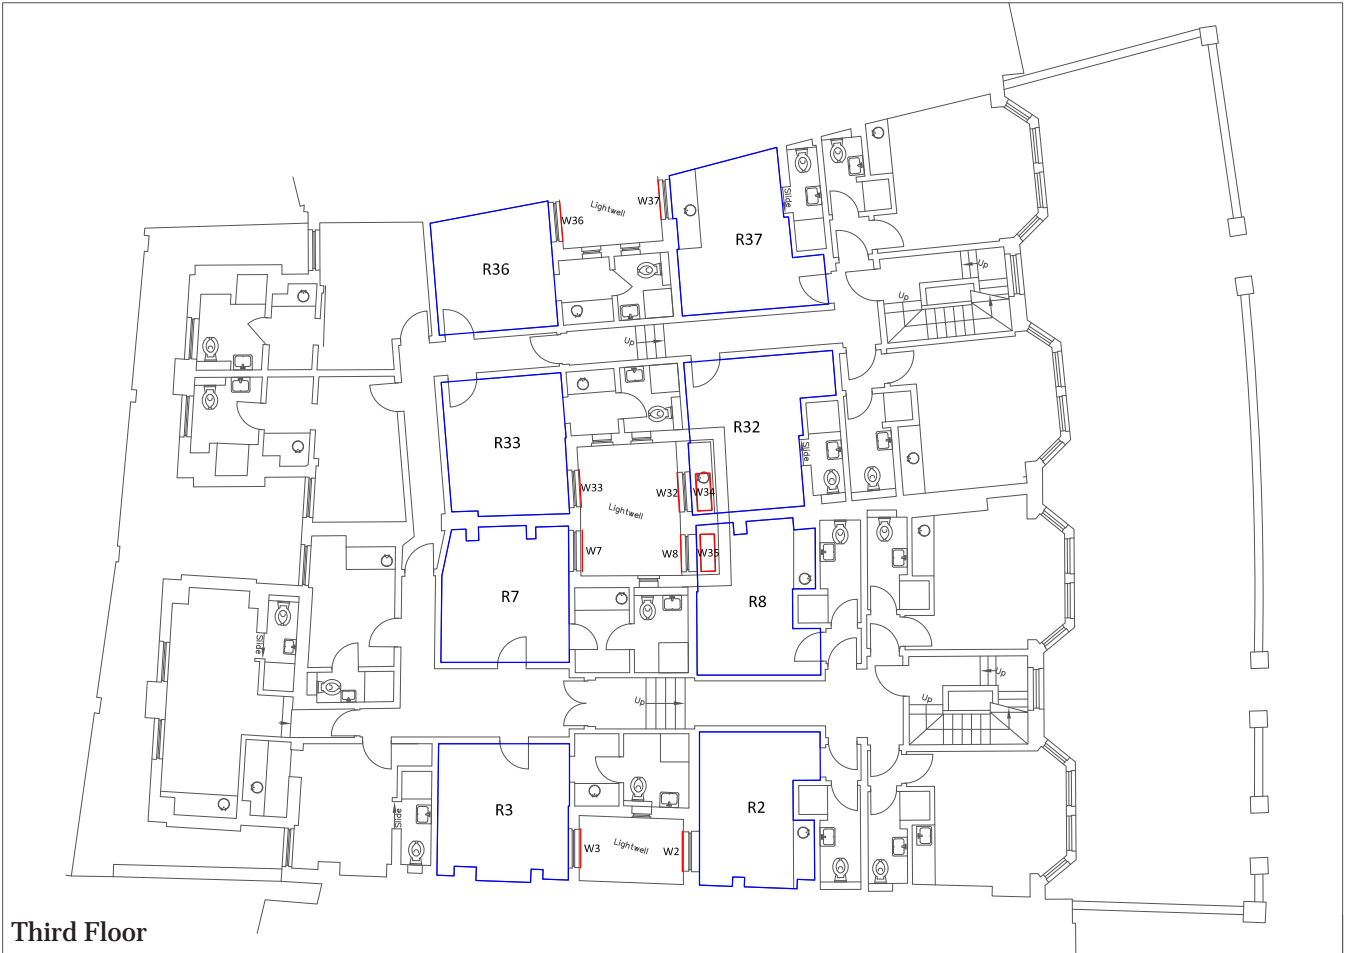 W37
Slide
Lightwell
W36
R37
R36
Up
Up
Up
R32
R33
Slide
W33
W32
W34
Lightwell
W7
W8
W35
R7
R8
Slide
Up
Up
Up
R3
R2
Slide
W3
Lightwell
W2
Third Floor